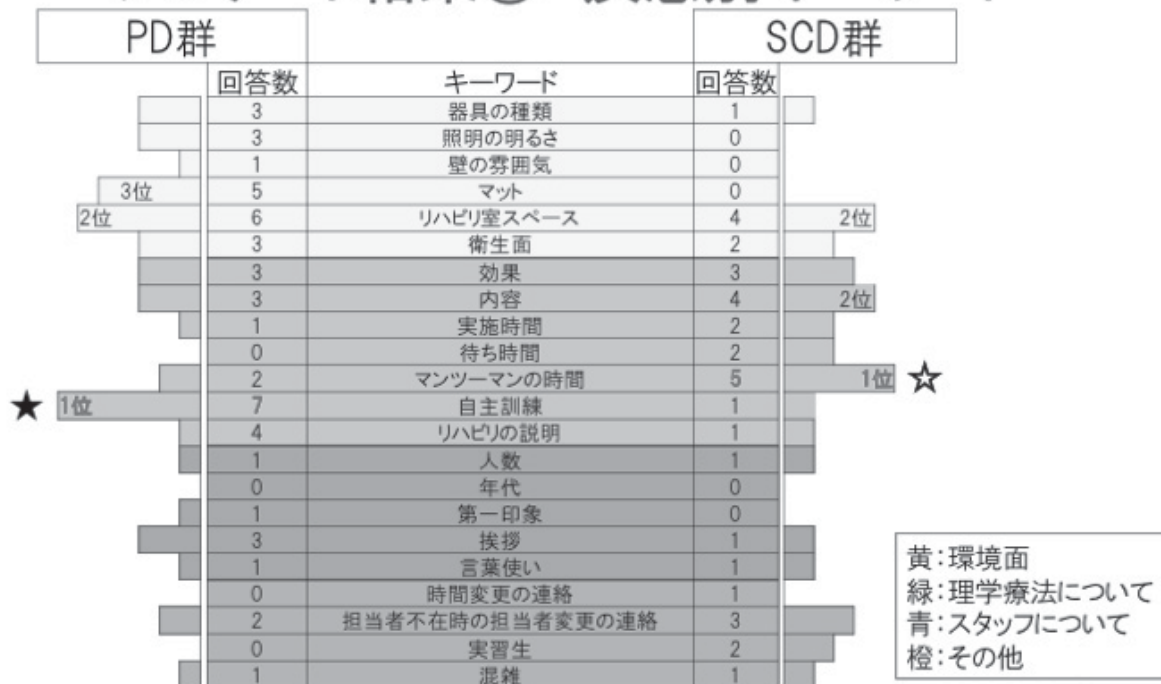 PD群 SCD群
回答数 キーワード 回答数
3 器具の種類 1
3 照明の明るさ 0
1 壁の雰囲気 0
3位 5 マット 0
2位 6 リハビリ室スペース 4 2位
3 衛生面 2
3 効果 3
3 内容 4 2位
1 実施時間 2
0 待ち時間 2
2 マンツーマンの時間 5 1位 ☆
★ 1位 7 自主訓練 1
4 リハビリの説明 1
1 人数 1
0 年代 0
1 第一印象 0
3 挨拶 1
1 言葉使い 1
0 時間変更の連絡 1
2 担当者不在時の担当者変更の連絡 3
0 実習生 2
1 混雑 1
黄:環境面
緑:理学療法について
青:スタッフについて
橙:その他